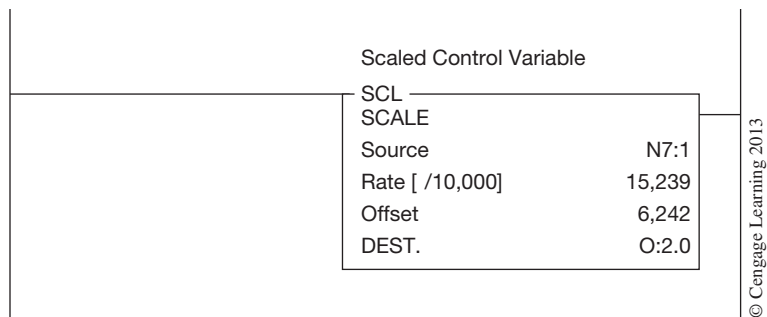 Scaled Control Variable
SCL
SCALE
Source N7:1
Rate [ /10,000] 15,239
Offset 6,242
DEST. O:2.0
© Cengage Learning 2013